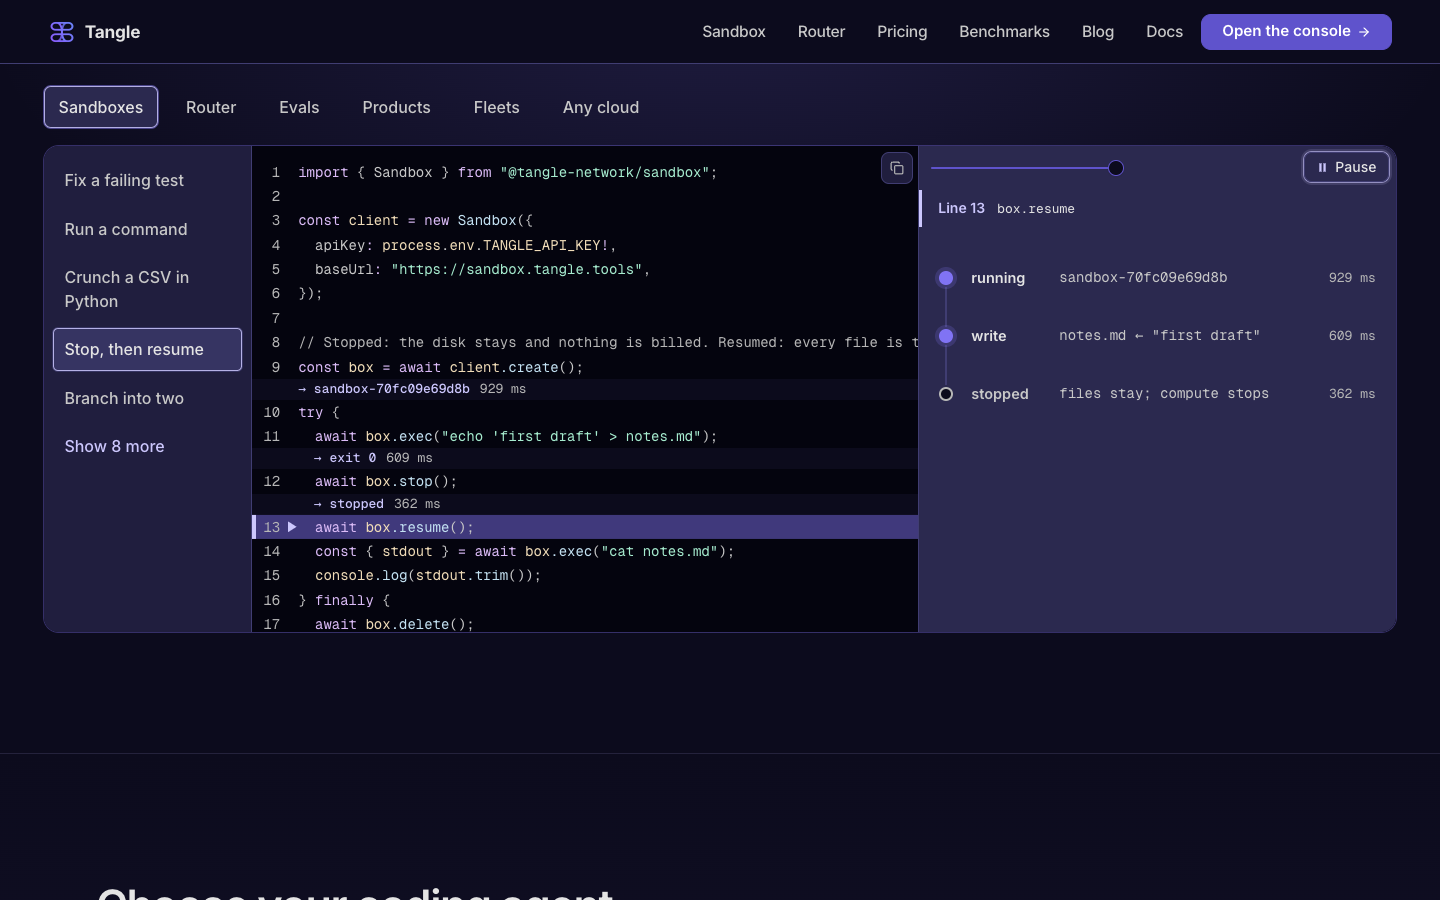 Tangle
Sandbox
Router
Pricing
Benchmarks
Blog
Docs
Open the console →
Sandboxes
Router
Evals
Products
Fleets
Any cloud
Fix a failing test
Run a command
Crunch a CSV in
Python
Stop, then resume
Branch into two
Show 8 more
1 import { Sandbox } from "@tangle-network/sandbox";
2
3 const client = new Sandbox({
4 apiKey: process.env.TANGLE_API_KEY!,
5 baseUrl: "https://sandbox.tangle.tools",
6 });
7
8 // Stopped: the disk stays and nothing is billed. Resumed: every file is t
9 const box = await client.create();
→ sandbox-70fc09e69d8b 929 ms
10 try {
11 await box.exec("echo 'first draft' > notes.md");
→ exit 0 609 ms
12 await box.stop();
→ stopped 362 ms
13 await box.resume();
14 const { stdout } = await box.exec("cat notes.md");
15 console.log(stdout.trim());
16 } finally {
17 await box.delete();
Pause
Line 13 box.resume
running sandbox-70fc09e69d8b 929 ms
write notes.md ← "first draft" 609 ms
stopped files stay; compute stops 362 ms
Choose your coding agent